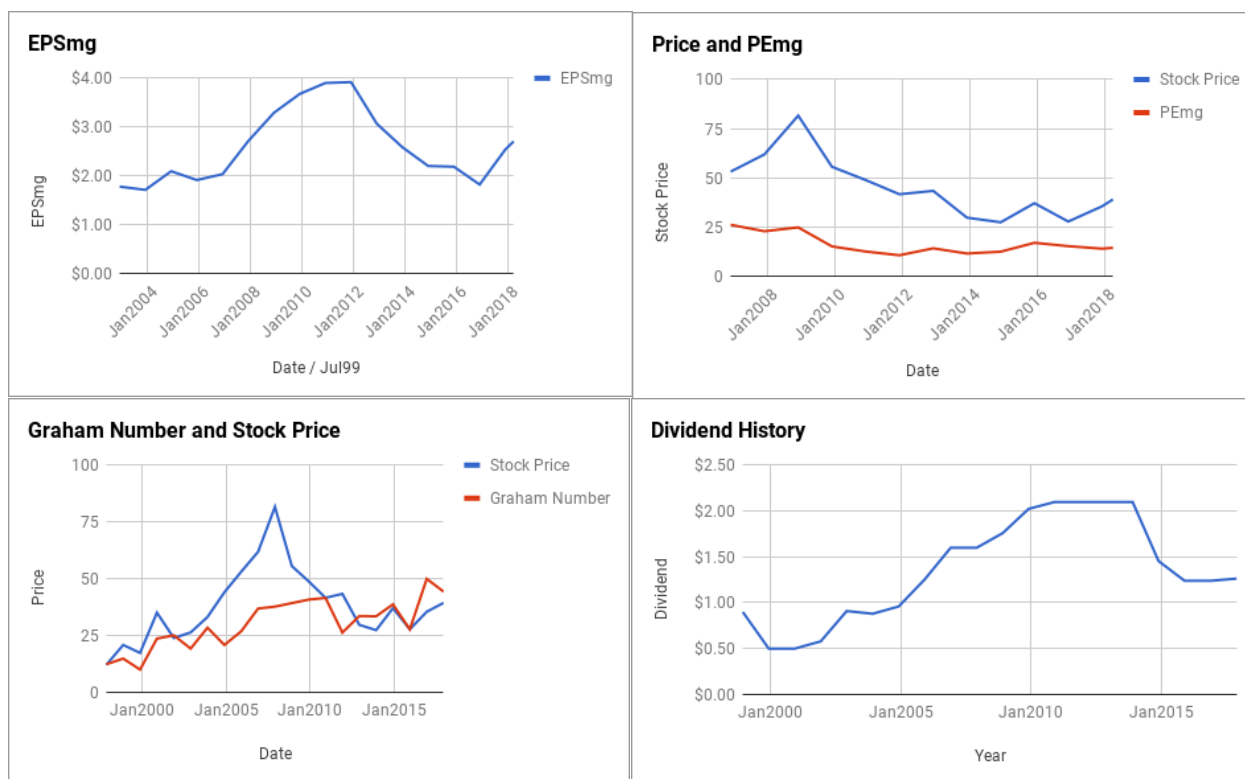 EPSmg
EPSmg
$4.00
$3.00
$2.00
$1.00
$0.00
EPSmg
Jan2004
Jan2006
Jan2008
Jan2010
Jan2012
Jan2014
Jan2016
Jan2018
Date / Jul99
Price and PEmg
Stock Price
PEmg
100
75
50
25
0
Stock Price
Jan2008
Jan2010
Jan2012
Jan2014
Jan2016
Jan2018
Date
Graham Number and Stock Price
Stock Price
Graham Number
100
75
50
25
0
Price
Jan2000
Jan2005
Jan2010
Jan2015
Date
Dividend History
$2.50
$2.00
$1.50
$1.00
$0.50
$0.00
Dividend
Jan2000
Jan2005
Jan2010
Jan2015
Year